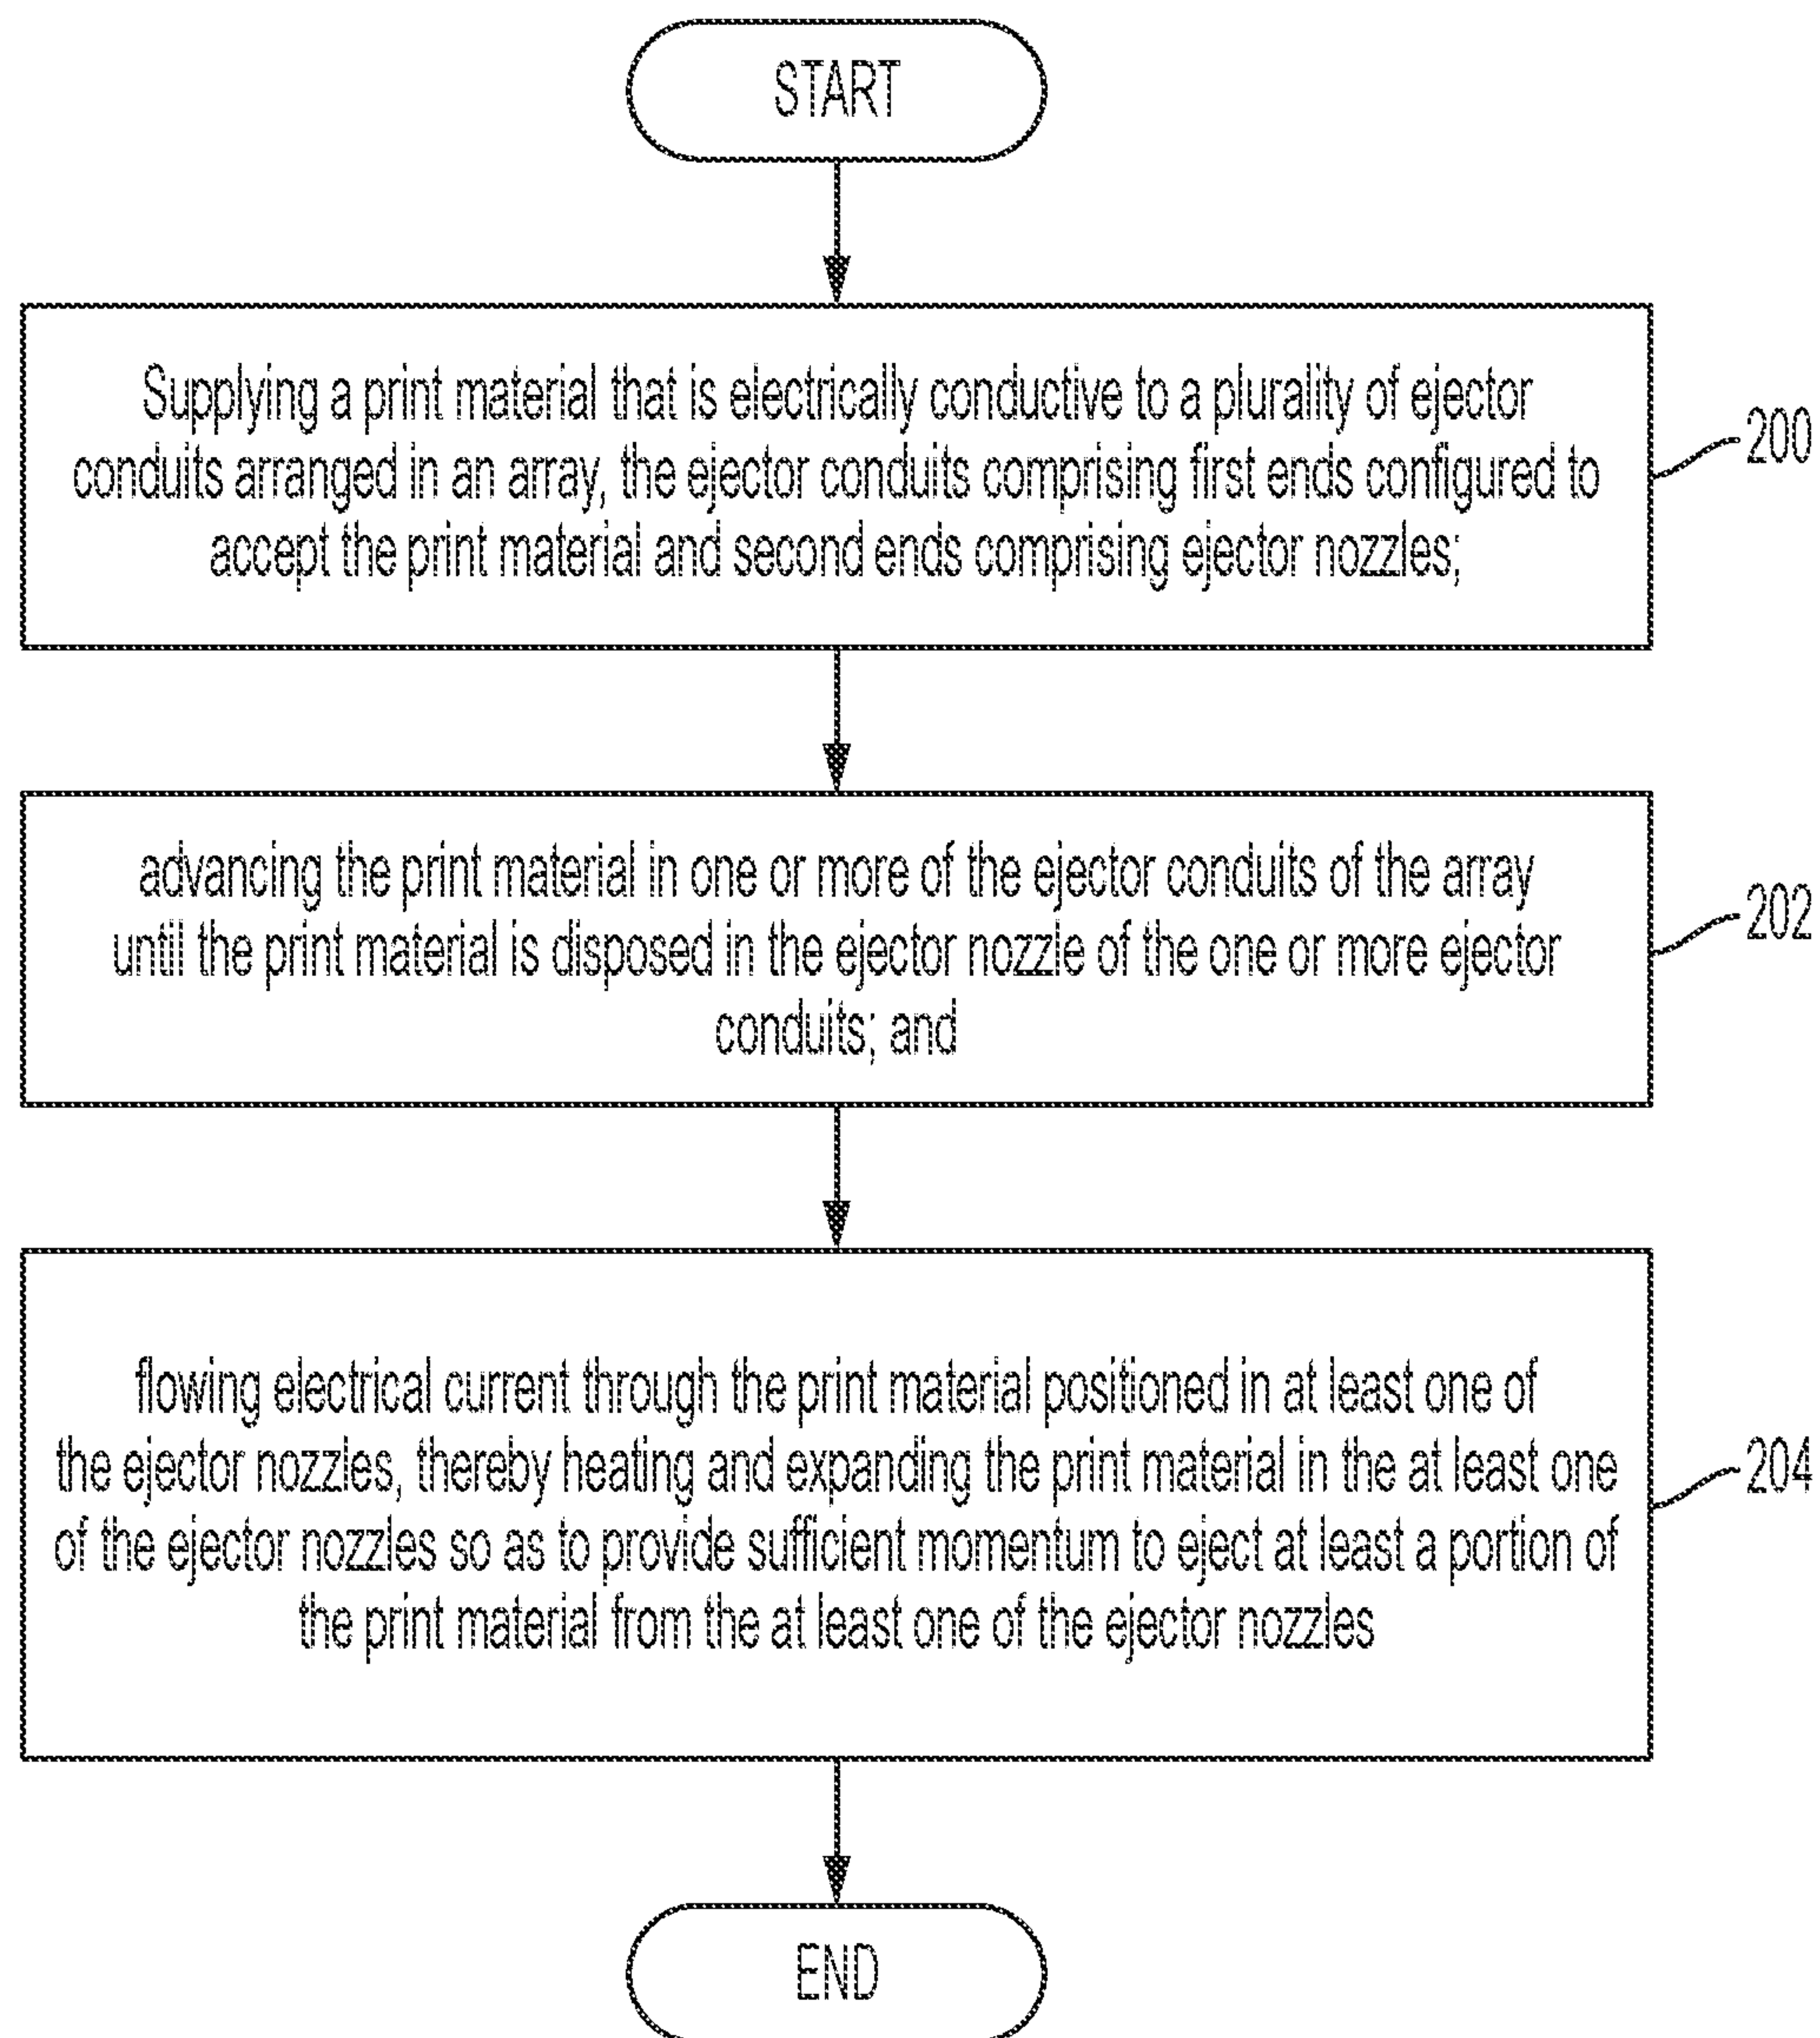 START
Supplying a print material that is electrically conductive to a plurality of ejector
conduits arranged in an array, the ejector conduits comprising first ends configured to
accept the print material and second ends comprising ejector nozzles;
200
advancing the print material in one or more of the ejector conduits of the array
until the print material is disposed in the ejector nozzle of the one or more ejector
conduits; and
202
flowing electrical current through the print material positioned in at least one of
the ejector nozzles, thereby heating and expanding the print material in the at least one
of the ejector nozzles so as to provide sufficient momentum to eject at least a portion of
the print material from the at least one of the ejector nozzles
204
END